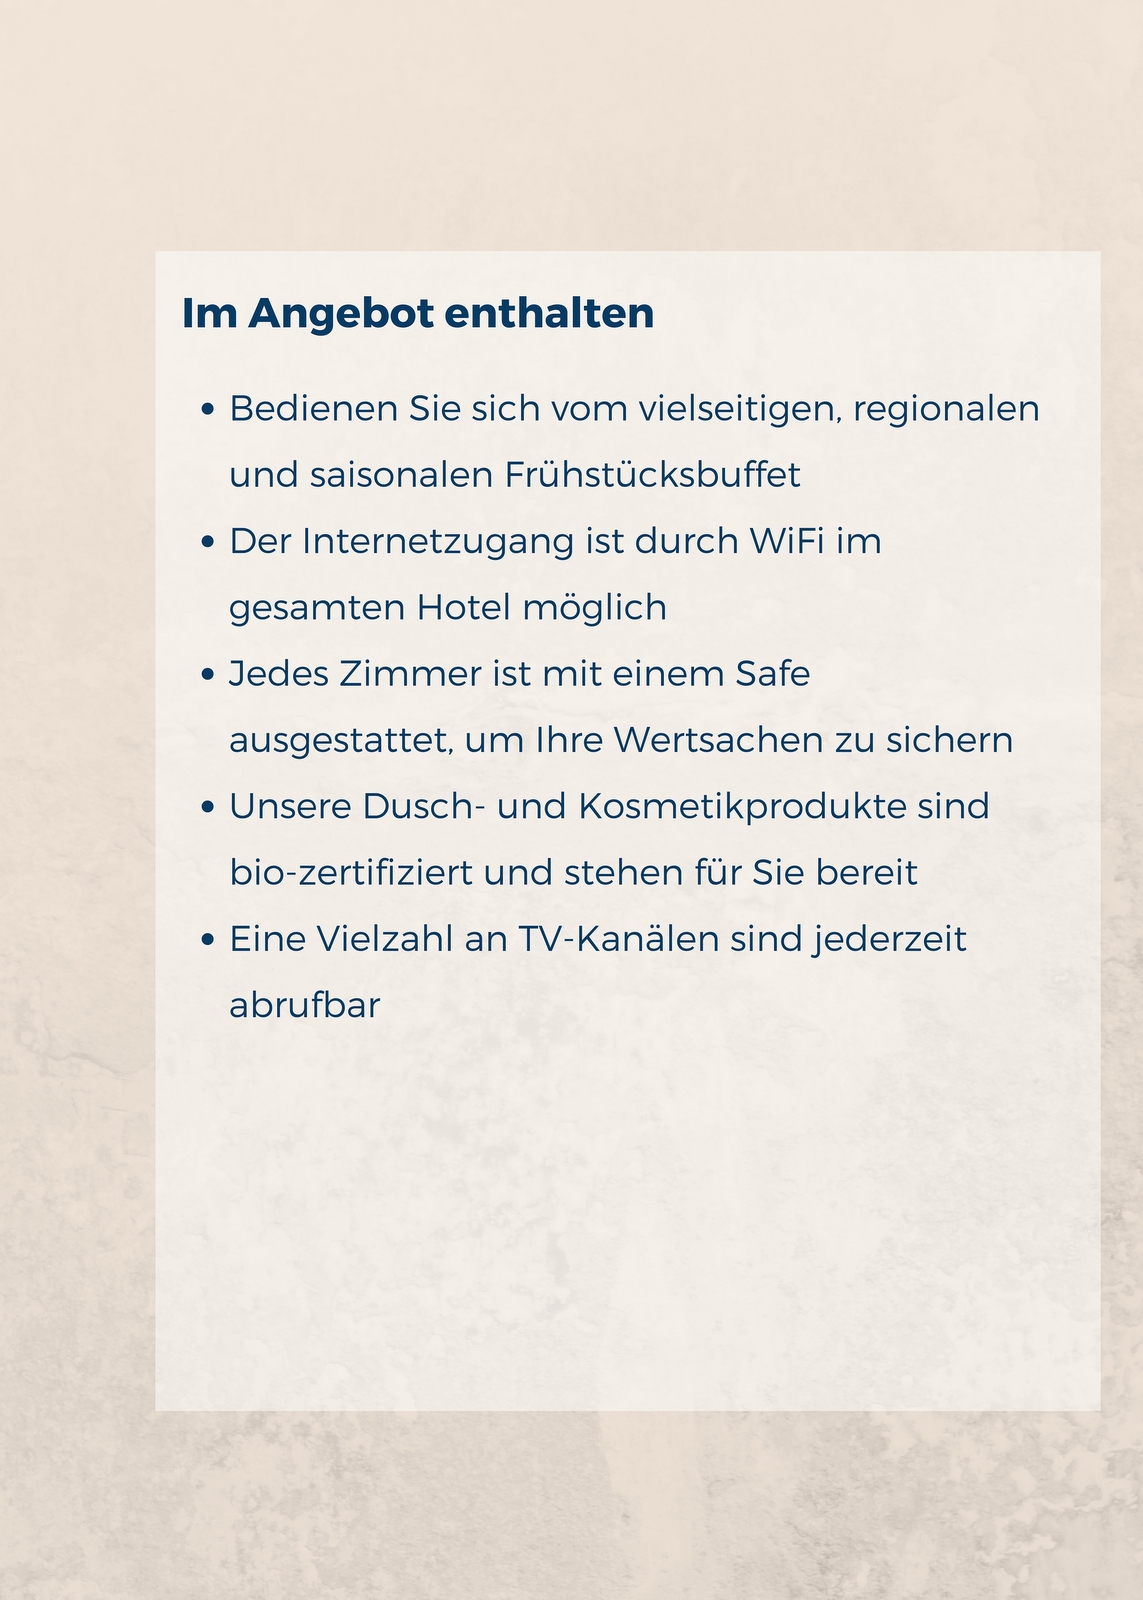 Im Angebot enthalten
• Bedienen Sie sich vom vielseitigen, regionalen
und saisonalen Frühstücksbuffet
• Der Internetzugang ist durch WiFi im
gesamten Hotel möglich
• Jedes Zimmer ist mit einem Safe
ausgestattet, um Ihre Wertsachen zu sichern
• Unsere Dusch- und Kosmetikprodukte sind
bio-zertifiziert und stehen für Sie bereit
• Eine Vielzahl an TV-Kanälen sind jederzeit
abrufbar